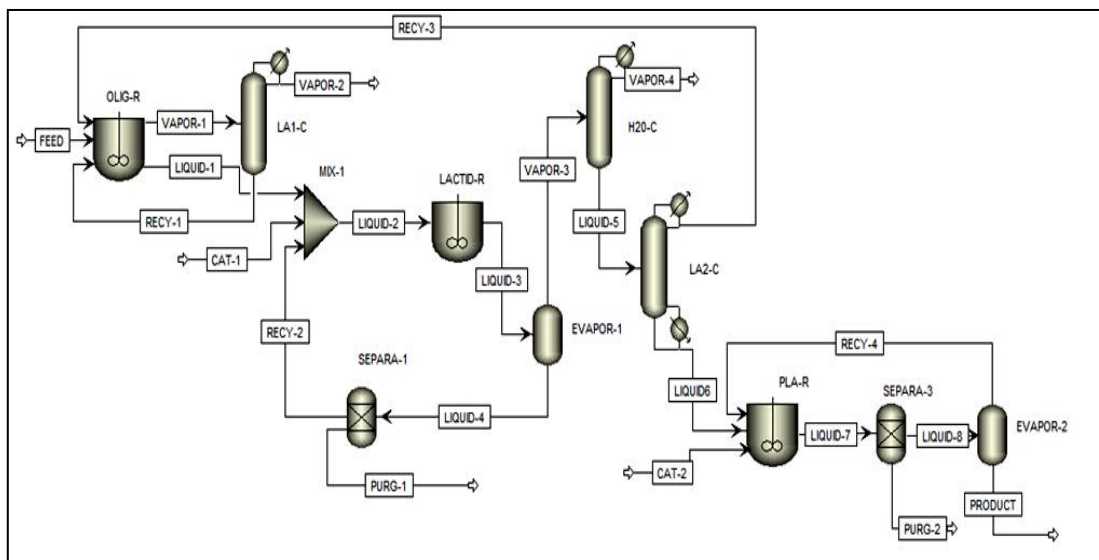 RECY-3
VAPOR-2
VAPOR-4
OLIG-R
VAPOR-1
LA1-C
H20-C
FEED
LIQUID-1
MIX-1
VAPOR-3
LACTID-R
RECY-1
LIQUID-2
LIQUID-5
CAT-1
LA2-C
LIQUID-3
RECY-2
EVAPOR-1
SEPARA-1
RECY-4
LIQUID6
PLA-R
SEPARA-3
LIQUID-4
LIQUID-7
LIQUID-8
EVAPOR-2
CAT-2
PURG-1
PRODUCT
PURG-2